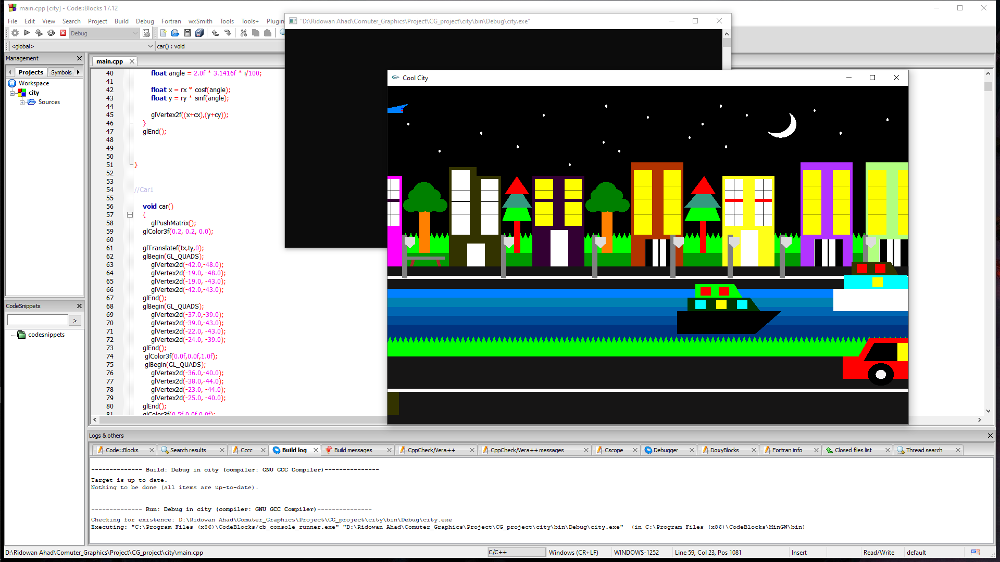 main.cpp [city] - Code::Blocks 17.12
File Edit View Search Project Build Debug Fortran wxSmith Tools Tools+ Plugin
Debug
<global>
car() : void
"D:\Ridowan Ahad\Comuter_Graphics\Project\CG_project\city\bin\Debug\city.exe"
Cool City
Management
Projects
Symbols
Workspace
city
Sources
CodeSnippets
>
codesnippets
main.cpp
40 float angle = 2.0f * 3.1416f * i/100;
41
42 float x = rx * cosf(angle);
43 float y = ry * sinf(angle);
44
45 glVertex2f((x+cx),(y+cy));
46 }
47 glEnd();
48
49
50
51 }
52
53
54 //Car1
55
56 void car()
57 {
58 glPushMatrix();
59 glColor3f(0.2, 0.2, 0.0);
60
61 glTranslatef(tx,ty,0);
62 glBegin(GL_QUADS);
63 glVertex2d(-42.0,-48.0);
64 glVertex2d(-19.0, -48.0);
65 glVertex2d(-19.0, -43.0);
66 glVertex2d(-42.0,-43.0);
67 glEnd();
68 glBegin(GL_QUADS);
69 glVertex2d(-37.0,-39.0);
70 glVertex2d(-39.0,-43.0);
71 glVertex2d(-22.0, -43.0);
72 glVertex2d(-24.0, -39.0);
73 glEnd();
74 glColor3f(0.0f,0.0f,1.0f);
75 glBegin(GL_QUADS);
76 glVertex2d(-36.0,-40.0);
77 glVertex2d(-38.0,-44.0);
78 glVertex2d(-23.0, -44.0);
79 glVertex2d(-25.0, -40.0);
80 glEnd();
81 glColor3f(0.5f,0.0f,0.0f);
Logs & others
Code::Blocks
Search results
Cccc
Build log
Build messages
CppCheck/Vera++
CppCheck/Vera++ messages
Cscope
Debugger
DoxyBlocks
Fortran info
Closed files list
Thread search
-------------- Build: Debug in city (compiler: GNU GCC Compiler)---------------
Target is up to date.
Nothing to be done (all items are up-to-date).
-------------- Run: Debug in city (compiler: GNU GCC Compiler)---------------
Checking for existence: D:\Ridowan Ahad\Comuter_Graphics\Project\CG_project\city\bin\Debug\city.exe
Executing: "C:\Program Files (x86)\CodeBlocks/cb_console_runner.exe" "D:\Ridowan Ahad\Comuter_Graphics\Project\CG_project\city\bin\Debug\city.exe"  (in C:\Program Files (x86)\CodeBlocks\MinGW\bin)
D:\Ridowan Ahad\Comuter_Graphics\Project\CG_project\city\main.cpp
C/C++
Windows (CR+LF)
WINDOWS-1252
Line 59, Col 23, Pos 1081
Insert
Read/Write
default